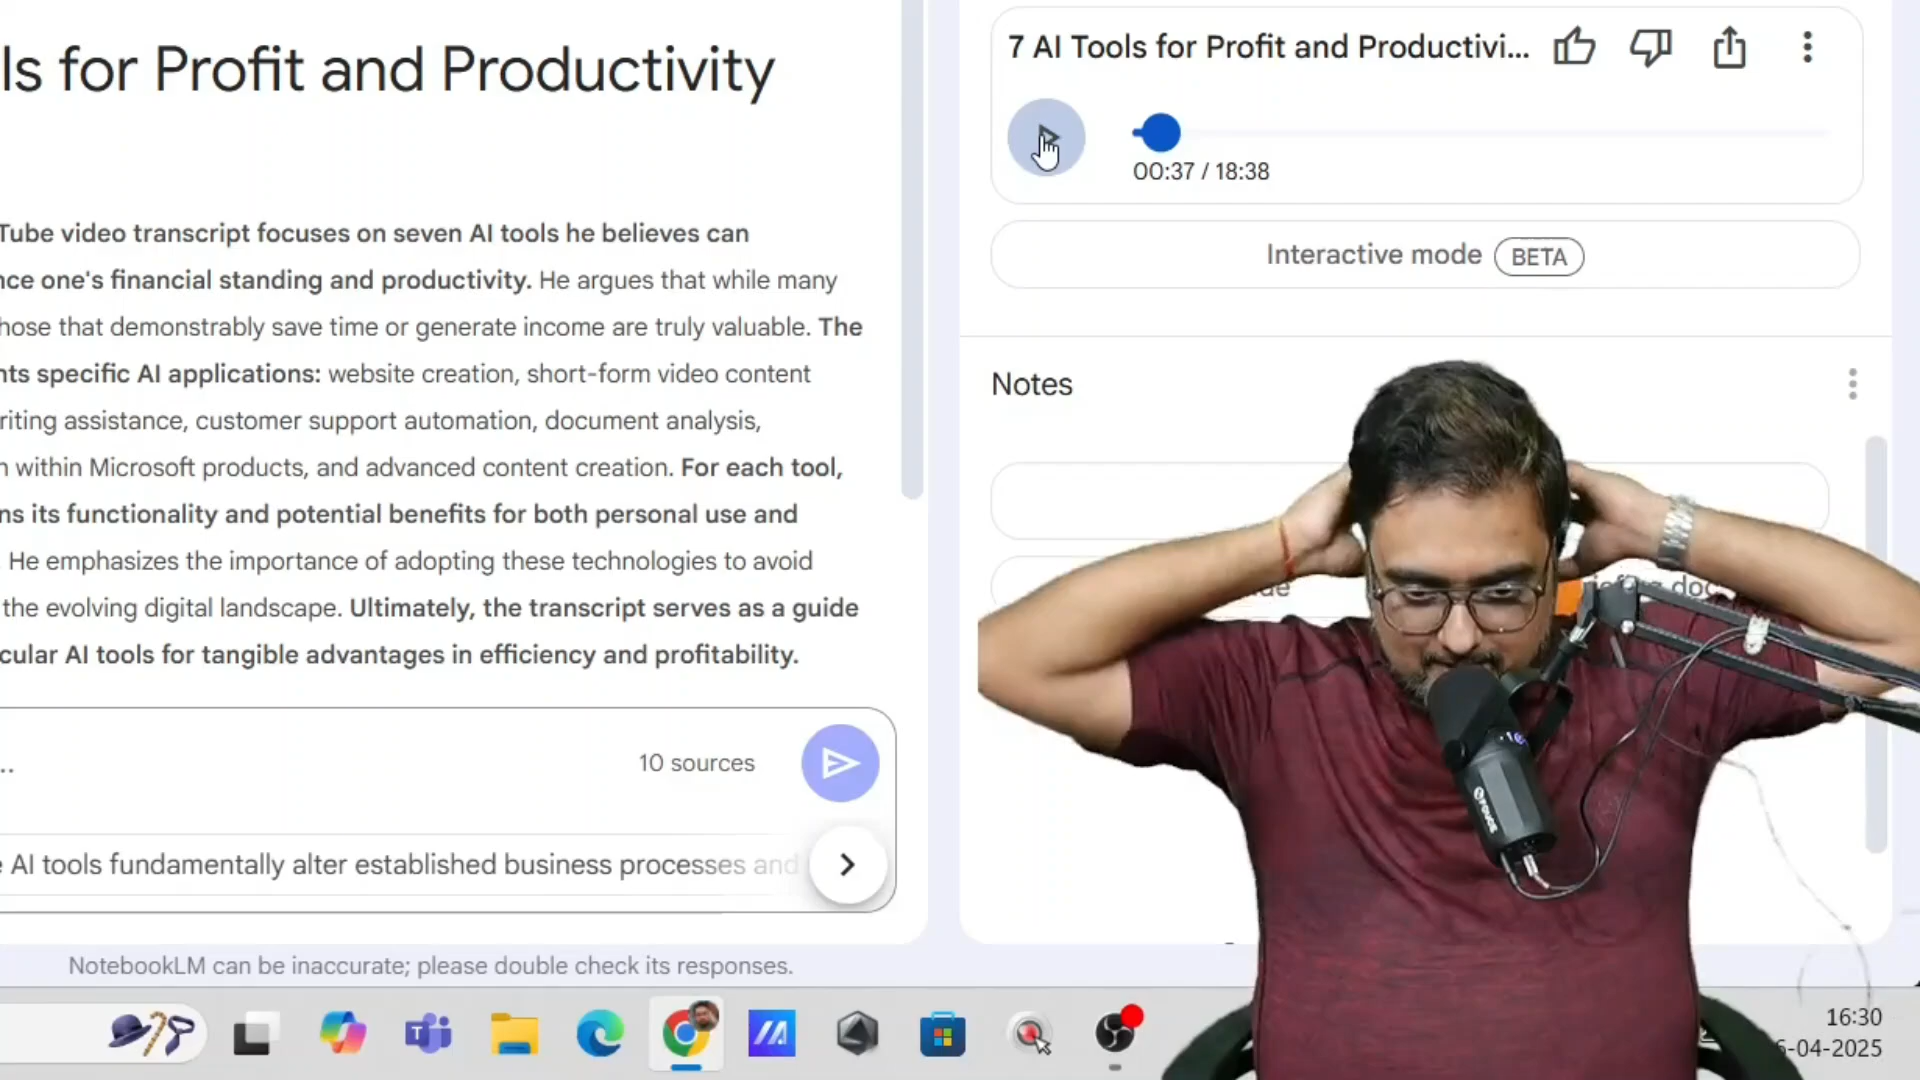 ls for Profit and Productivity
Tube video transcript focuses on seven AI tools he believes can
nce one's financial standing and productivity. He argues that while many
hose that demonstrably save time or generate income are truly valuable. The
nts specific AI applications: website creation, short-form video content
riting assistance, customer support automation, document analysis,
n within Microsoft products, and advanced content creation. For each tool,
ns its functionality and potential benefits for both personal use and
. He emphasizes the importance of adopting these technologies to avoid
the evolving digital landscape. Ultimately, the transcript serves as a guide
cular AI tools for tangible advantages in efficiency and profitability.
..
10 sources
e AI tools fundamentally alter established business processes and
NotebookLM can be inaccurate; please double check its responses.
7 AI Tools for Profit and Productivi...
00:37 / 18:38
Interactive mode BETA
Notes
16:30
-04-2025